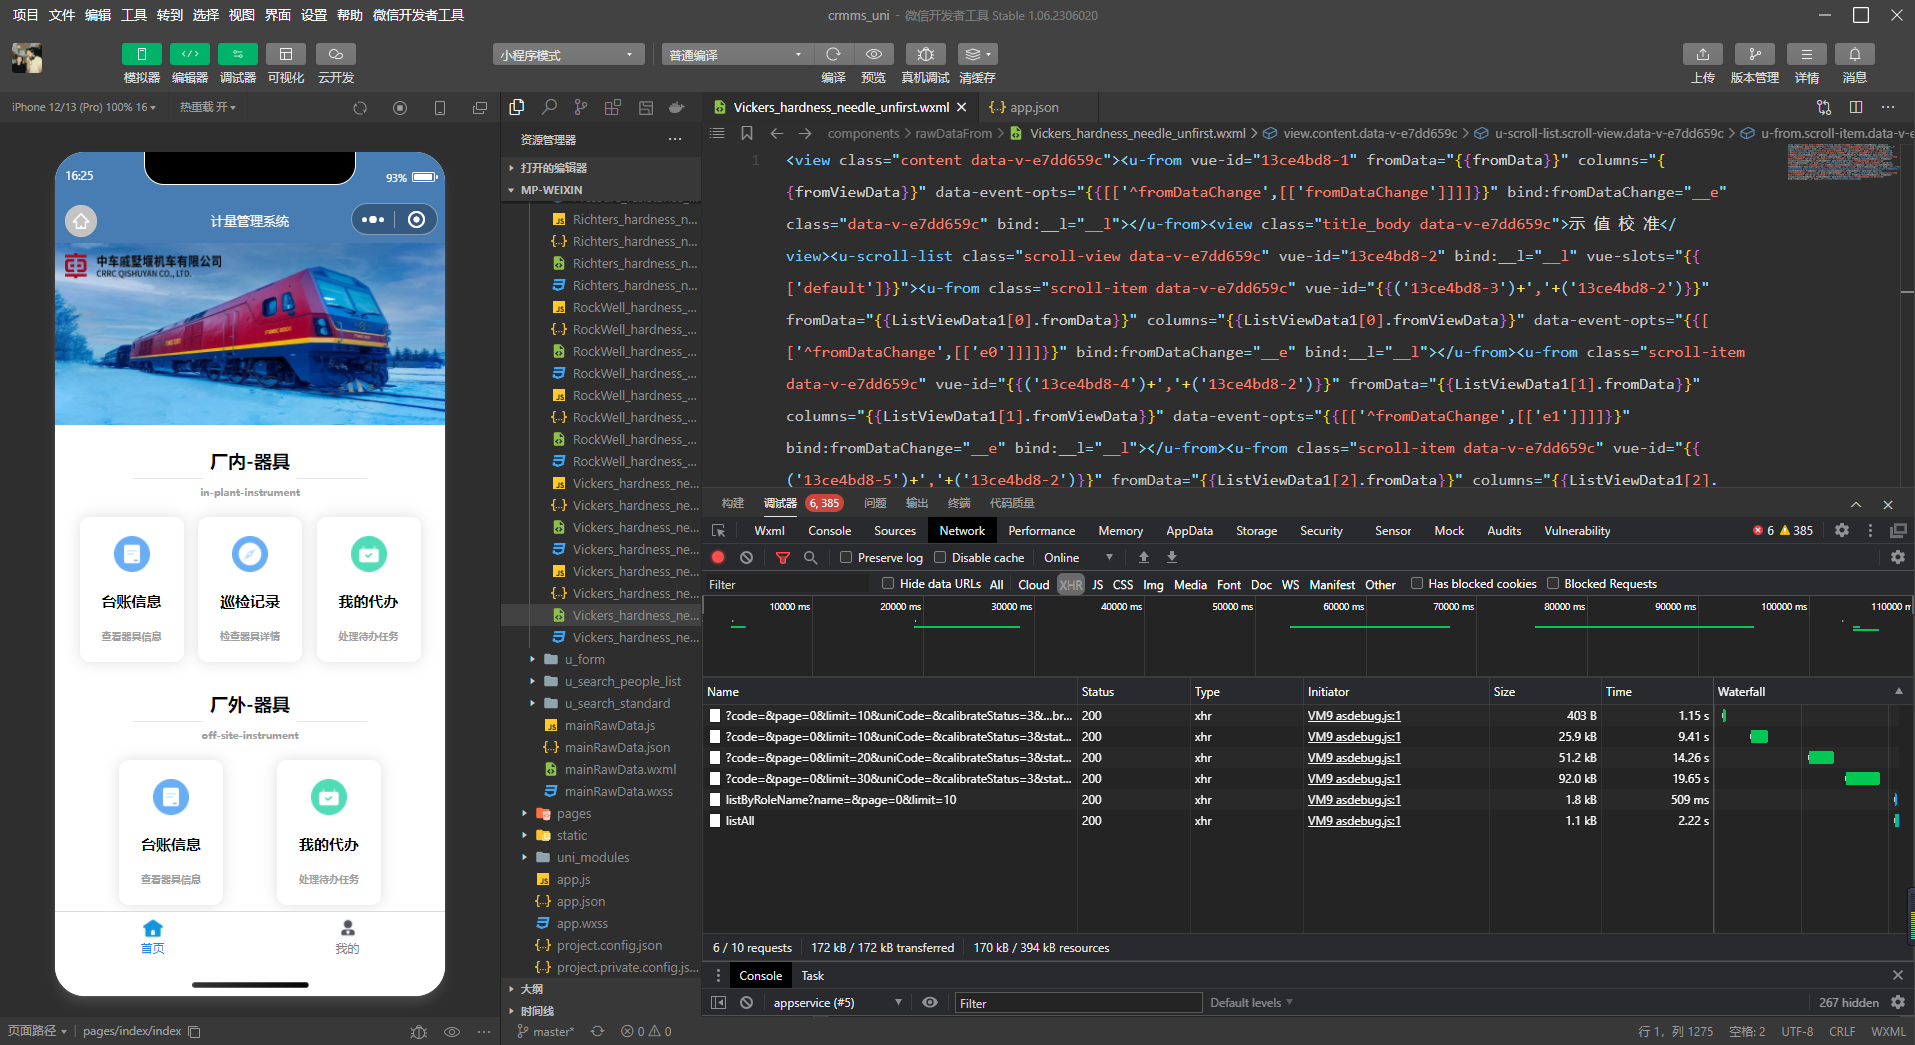 项目 文件 编辑 工具 转到 选择 视图 界面 设置 帮助 微信开发者工具
crmms_uni - 微信开发者工具 Stable 1.06.2306020
模拟器 编辑器 调试器 可视化 云开发
小程序模式
普通编译
编译 预览 真机调试 清缓存
上传 版本管理 详情 消息
iPhone 12/13 (Pro) 100% 16
热重载 开
16:25
93%
计量管理系统
中车戚墅堰机车有限公司
CRRC QISHUYAN CO., LTD.
厂内-器具
in-plant-instrument
台账信息
查看器具信息
巡检记录
检查器具详情
我的代办
处理待办任务
厂外-器具
off-site-instrument
台账信息
查看器具信息
我的代办
处理待办任务
首页
我的
页面路径
pages/index/index
资源管理器
打开的编辑器
MP-WEIXIN
Richters_hardness_n...
Richters_hardness_n...
Richters_hardness_n...
Richters_hardness_n...
RockWell_hardness_...
RockWell_hardness_...
RockWell_hardness_...
RockWell_hardness_...
RockWell_hardness_...
RockWell_hardness_...
RockWell_hardness_...
RockWell_hardness_...
Vickers_hardness_ne...
Vickers_hardness_ne...
Vickers_hardness_ne...
Vickers_hardness_ne...
Vickers_hardness_ne...
Vickers_hardness_ne...
Vickers_hardness_ne...
Vickers_hardness_ne...
u_form
u_search_people_list
u_search_standard
mainRawData.js
mainRawData.json
mainRawData.wxml
mainRawData.wxss
pages
static
uni_modules
app.js
app.json
app.wxss
project.config.json
project.private.config.js...
大纲
时间线
master*
0 0
Vickers_hardness_needle_unfirst.wxml
app.json
components > rawDataFrom > Vickers_hardness_needle_unfirst.wxml > view.content.data-v-e7dd659c > u-scroll-list.scroll-view.data-v-e7dd659c > u-from.scroll-item.data-v-e
1
<view class="content data-v-e7dd659c"><u-from vue-id="13ce4bd8-1" fromData="{{fromData}}" columns="{
{fromViewData}}" data-event-opts="{{[['^fromDataChange',[['fromDataChange']]]]}}" bind:fromDataChange="__e"
class="data-v-e7dd659c" bind:__l="__l"></u-from><view class="title_body data-v-e7dd659c">示 值 校 准</
view><u-scroll-list class="scroll-view data-v-e7dd659c" vue-id="13ce4bd8-2" bind:__l="__l" vue-slots="{{
['default']}}"><u-from class="scroll-item data-v-e7dd659c" vue-id="{{('13ce4bd8-3')+','+('13ce4bd8-2')}}"
fromData="{{ListViewData1[0].fromData}}" columns="{{ListViewData1[0].fromViewData}}" data-event-opts="{{[
['^fromDataChange',[['e0']]]]}}" bind:fromDataChange="__e" bind:__l="__l"></u-from><u-from class="scroll-item
data-v-e7dd659c" vue-id="{{('13ce4bd8-4')+','+('13ce4bd8-2')}}" fromData="{{ListViewData1[1].fromData}}"
columns="{{ListViewData1[1].fromViewData}}" data-event-opts="{{[['^fromDataChange',[['e1']]]]}}"
bind:fromDataChange="__e" bind:__l="__l"></u-from><u-from class="scroll-item data-v-e7dd659c" vue-id="{{
('13ce4bd8-5')+','+('13ce4bd8-2')}}" fromData="{{ListViewData1[2].fromData}}" columns="{{ListViewData1[2].
构建 调试器 6, 385 问题 输出 终端 代码质量
Wxml Console Sources Network Performance Memory AppData Storage Security Sensor Mock Audits Vulnerability
6 385
Preserve log Disable cache Online
Filter Hide data URLs All Cloud XHR JS CSS Img Media Font Doc WS Manifest Other Has blocked cookies Blocked Requests
10000 ms 20000 ms 30000 ms 40000 ms 50000 ms 60000 ms 70000 ms 80000 ms 90000 ms 100000 ms 110000 m
Name Status Type Initiator Size Time Waterfall
?code=&page=0&limit=10&uniCode=&calibrateStatus=3&...br... 200 xhr VM9 asdebug.js:1 403 B 1.15 s
?code=&page=0&limit=10&uniCode=&calibrateStatus=3&stat... 200 xhr VM9 asdebug.js:1 25.9 kB 9.41 s
?code=&page=0&limit=20&uniCode=&calibrateStatus=3&stat... 200 xhr VM9 asdebug.js:1 51.2 kB 14.26 s
?code=&page=0&limit=30&uniCode=&calibrateStatus=3&stat... 200 xhr VM9 asdebug.js:1 92.0 kB 19.65 s
listByRoleName?name=&page=0&limit=10 200 xhr VM9 asdebug.js:1 1.8 kB 509 ms
listAll 200 xhr VM9 asdebug.js:1 1.1 kB 2.22 s
6 / 10 requests 172 kB / 172 kB transferred 170 kB / 394 kB resources
Console Task
appservice (#5) Filter Default levels 267 hidden
行 1，列 1275 空格: 2 UTF-8 CRLF WXML